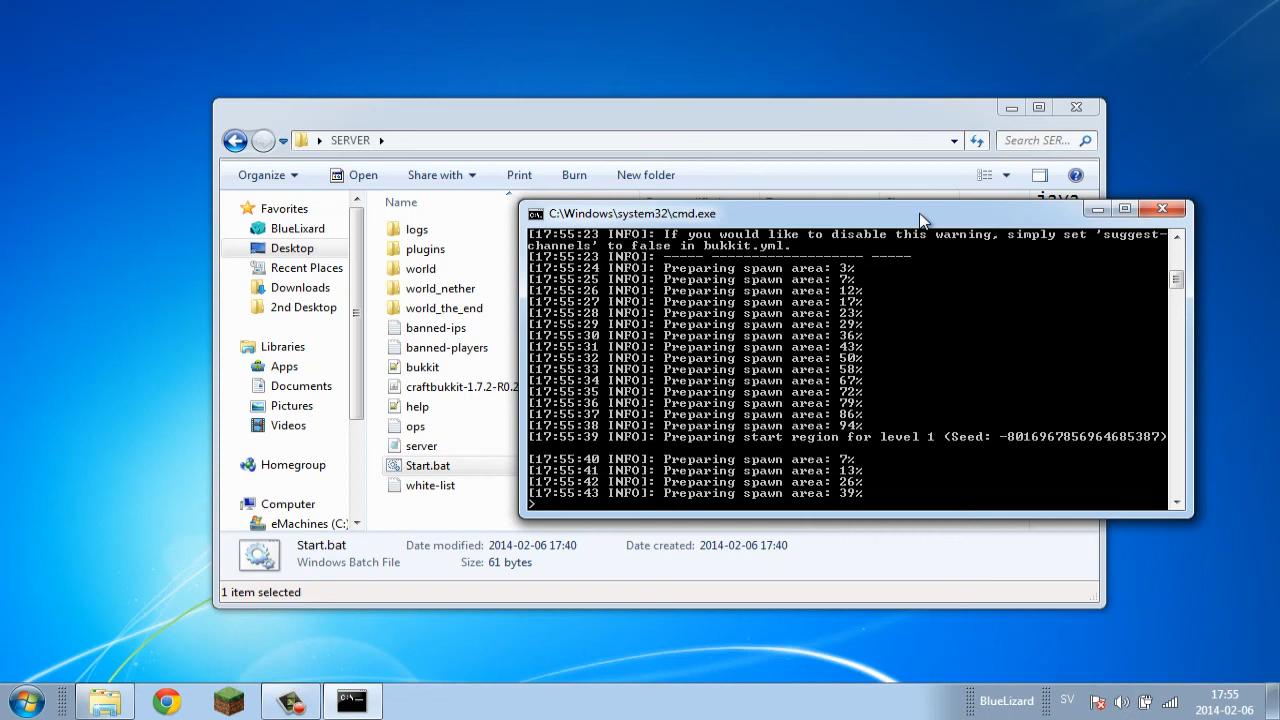 SERVER
Search SER...
Organize
Open
Share with
Print
Burn
New folder
Favorites
BlueLizard
Desktop
Recent Places
Downloads
2nd Desktop
Libraries
Apps
Documents
Pictures
Videos
Homegroup
Computer
eMachines (C:)
Name
logs
plugins
world
world_nether
world_the_end
banned-ips
banned-players
bukkit
craftbukkit-1.7.2-R0.2
help
ops
server
Start.bat
white-list
C:\Windows\system32\cmd.exe
[17:55:23 INFO]: If you would like to disable this warning, simply set 'suggest-
channels' to false in bukkit.yml.
[17:55:23 INFO]: ----- ------------------- -----
[17:55:24 INFO]: Preparing spawn area: 3%
[17:55:25 INFO]: Preparing spawn area: 7%
[17:55:26 INFO]: Preparing spawn area: 12%
[17:55:27 INFO]: Preparing spawn area: 17%
[17:55:28 INFO]: Preparing spawn area: 23%
[17:55:29 INFO]: Preparing spawn area: 29%
[17:55:30 INFO]: Preparing spawn area: 36%
[17:55:31 INFO]: Preparing spawn area: 43%
[17:55:32 INFO]: Preparing spawn area: 50%
[17:55:33 INFO]: Preparing spawn area: 58%
[17:55:34 INFO]: Preparing spawn area: 67%
[17:55:35 INFO]: Preparing spawn area: 72%
[17:55:36 INFO]: Preparing spawn area: 79%
[17:55:37 INFO]: Preparing spawn area: 86%
[17:55:38 INFO]: Preparing spawn area: 94%
[17:55:39 INFO]: Preparing start region for level 1 (Seed: -8016967856964685387)
[17:55:40 INFO]: Preparing spawn area: 7%
[17:55:41 INFO]: Preparing spawn area: 13%
[17:55:42 INFO]: Preparing spawn area: 26%
[17:55:43 INFO]: Preparing spawn area: 39%
>
Start.bat Date modified: 2014-02-06 17:40 Date created: 2014-02-06 17:40
Windows Batch File Size: 61 bytes
1 item selected
BlueLizard
SV
17:55
2014-02-06